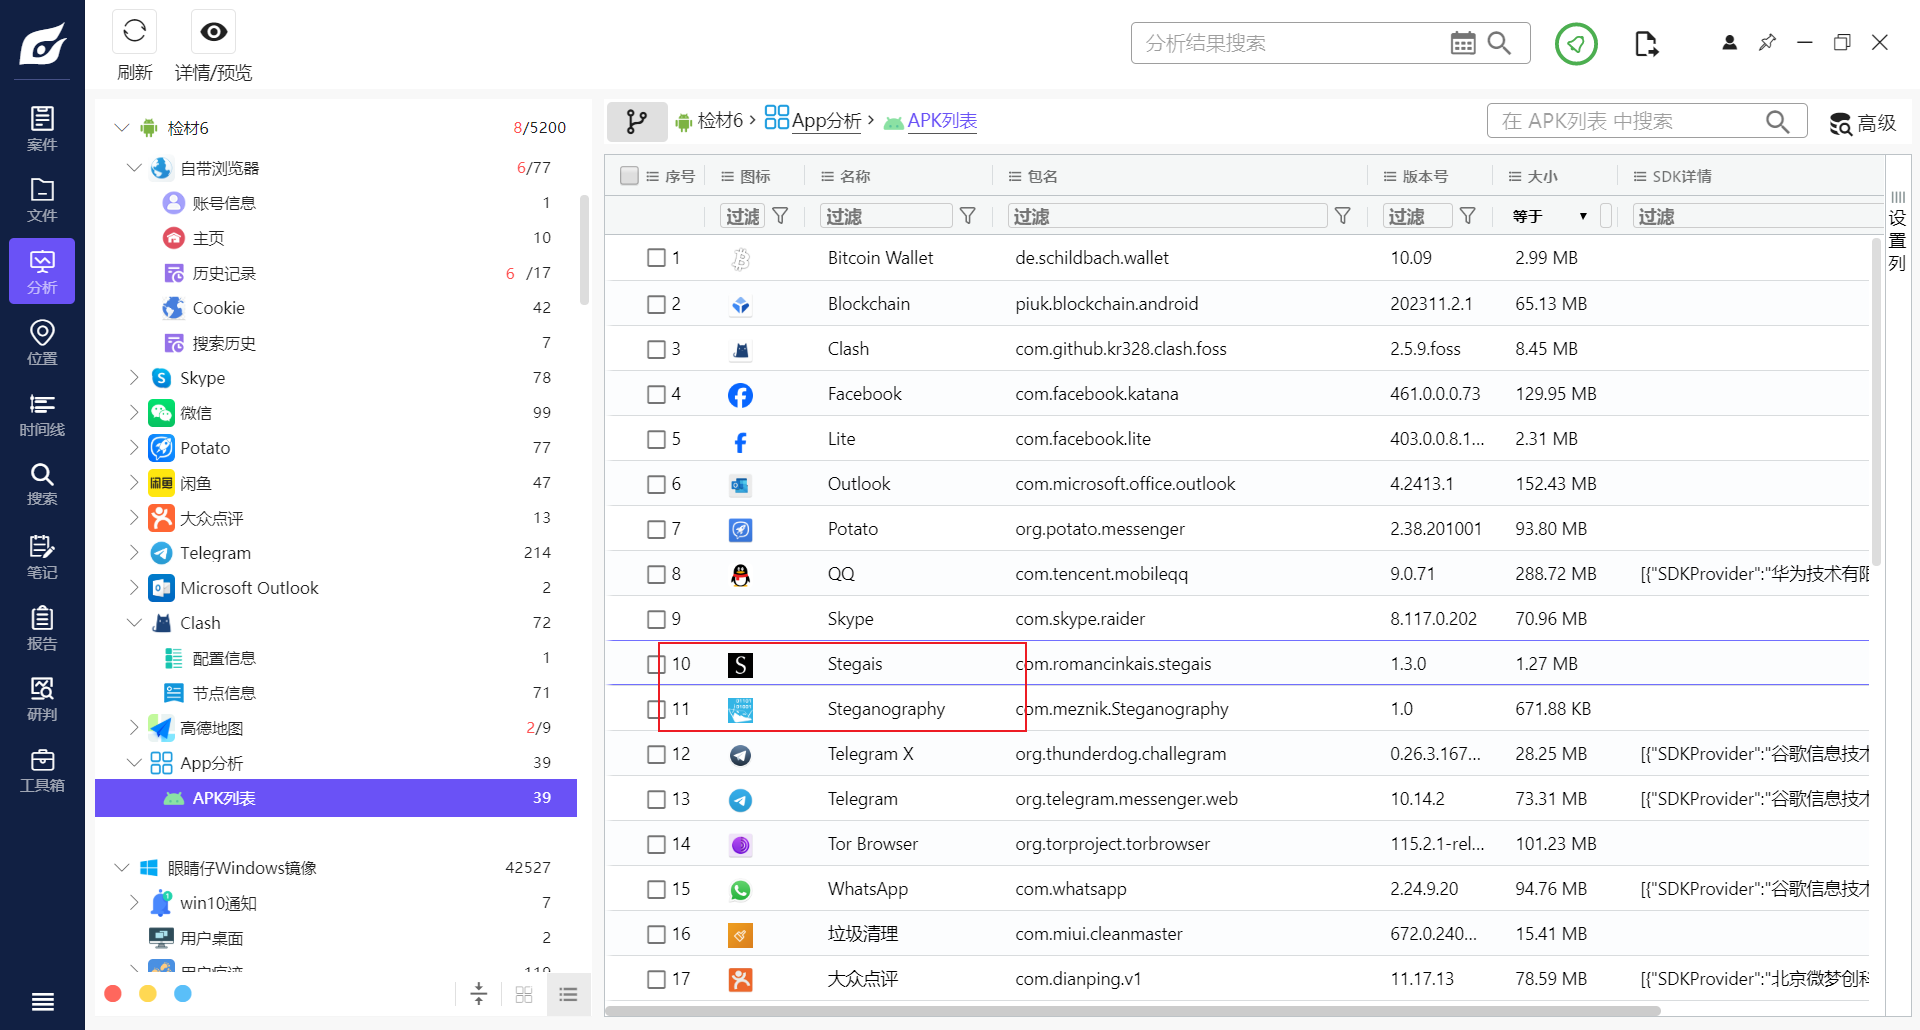 刷新
详情/预览
分析结果搜索
案件
文件
分析
位置
时间线
搜索
笔记
报告
研判
工具箱
检材6 8/5200
自带浏览器 6/77
账号信息 1
主页 10
历史记录 6 /17
Cookie 42
搜索历史 7
Skype 78
微信 99
Potato 77
闲鱼 闲鱼 47
大众点评 13
Telegram 214
Microsoft Outlook 2
Clash 72
配置信息 1
节点信息 71
高德地图 2/9
App分析 39
APK列表 39
眼睛仔Windows镜像 42527
win10通知 7
用户桌面 2
用户痕迹 119
检材6 > App分析 > APK列表
在 APK列表 中搜索
高级
序号 图标 名称 包名 版本号 大小 SDK详情
过滤 过滤 过滤 过滤 等于 过滤
设置列
1 Bitcoin Wallet de.schildbach.wallet 10.09 2.99 MB
2 Blockchain piuk.blockchain.android 202311.2.1 65.13 MB
3 Clash com.github.kr328.clash.foss 2.5.9.foss 8.45 MB
4 Facebook com.facebook.katana 461.0.0.0.73 129.95 MB
5 Lite com.facebook.lite 403.0.0.8.1... 2.31 MB
6 Outlook com.microsoft.office.outlook 4.2413.1 152.43 MB
7 Potato org.potato.messenger 2.38.201001 93.80 MB
8 QQ com.tencent.mobileqq 9.0.71 288.72 MB [{"SDKProvider":"华为技术有限
9 Skype com.skype.raider 8.117.0.202 70.96 MB
10 S Stegais com.romancinkais.stegais 1.3.0 1.27 MB
11 Steganography com.meznik.Steganography 1.0 671.88 KB
12 Telegram X org.thunderdog.challegram 0.26.3.167... 28.25 MB [{"SDKProvider":"谷歌信息技术
13 Telegram org.telegram.messenger.web 10.14.2 73.31 MB [{"SDKProvider":"谷歌信息技术
14 Tor Browser org.torproject.torbrowser 115.2.1-rel... 101.23 MB
15 WhatsApp com.whatsapp 2.24.9.20 94.76 MB [{"SDKProvider":"谷歌信息技术
16 垃圾清理 com.miui.cleanmaster 672.0.240... 15.41 MB
17 大众点评 com.dianping.v1 11.17.13 78.59 MB [{"SDKProvider":"北京微梦创科